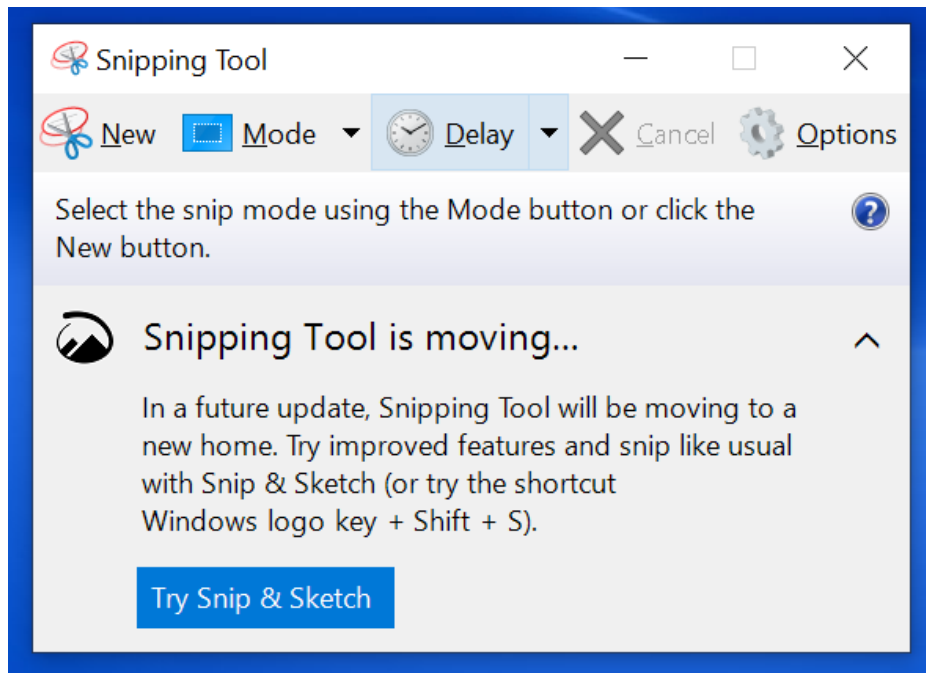 Snipping Tool
New Mode Delay Cancel Options
Select the snip mode using the Mode button or click the
New button.
Snipping Tool is moving...
In a future update, Snipping Tool will be moving to a
new home. Try improved features and snip like usual
with Snip & Sketch (or try the shortcut
Windows logo key + Shift + S).
Try Snip & Sketch